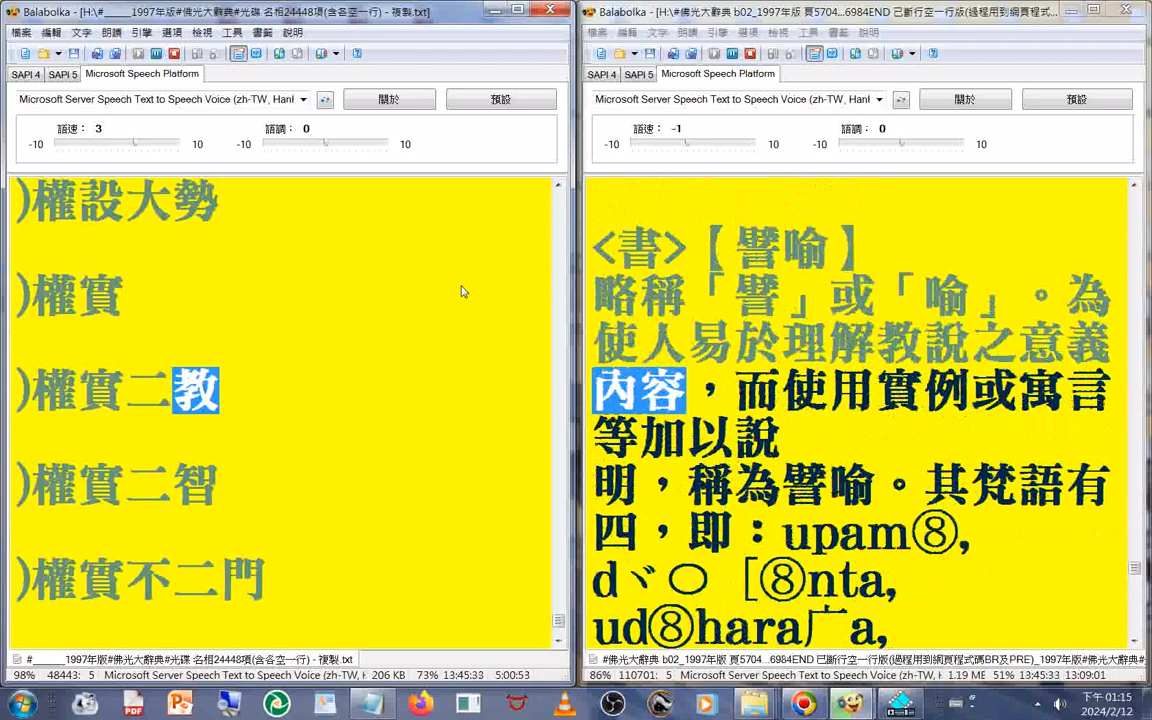 Balabolka - [H:\#_____1997年版#佛光大辭典#光碟 名相24448項(含各空一行) - 複製.txt]
檔案 編輯 文字 朗讀 引擎 選項 檢視 工具 書籤 說明
SAPI 4 SAPI 5 Microsoft Speech Platform
Microsoft Server Speech Text to Speech Voice (zh-TW, Hanl
關於
預設
語速： 3
語調： 0
-10 10 -10 10
)權設大勢
)權實
)權實二教
)權實二智
)權實不二門
#_____1997年版#佛光大辭典#光碟 名相24448項(含各空一行) - 複製.txt
98% 48443: 5 Microsoft Server Speech Text to Speech Voice (zh-TW, H 206 KB 73% 13:45:33 5:00:53
Balabolka - [H:\#佛光大辭典 b02_1997年版 頁5704...6984END 已斷行空一行版(過程用到網頁程式...
檔案 編輯 文字 朗讀 引擎 選項 檢視 工具 書籤 說明
SAPI 4 SAPI 5 Microsoft Speech Platform
Microsoft Server Speech Text to Speech Voice (zh-TW, Hanl
關於
預設
語速： -1
語調： 0
-10 10 -10 10
<書>【譬喻】
略稱「譬」或「喻」。為
使人易於理解教說之意義
內容，而使用實例或寓言
等加以說
明，稱為譬喻。其梵語有
四，即：upam⑧,
dヾ〇［⑧nta,
ud⑧hara广a,
#佛光大辭典 b02_1997年版 頁5704...6984END 已斷行空一行版(過程用到網頁程式碼BR及PRE)_1997年版#佛光大辭典#
86% 110701: 5 Microsoft Server Speech Text to Speech Voice (zh-TW, l 1.19 ME 51% 13:45:33 13:09:01
下午 01:15
2024/2/12